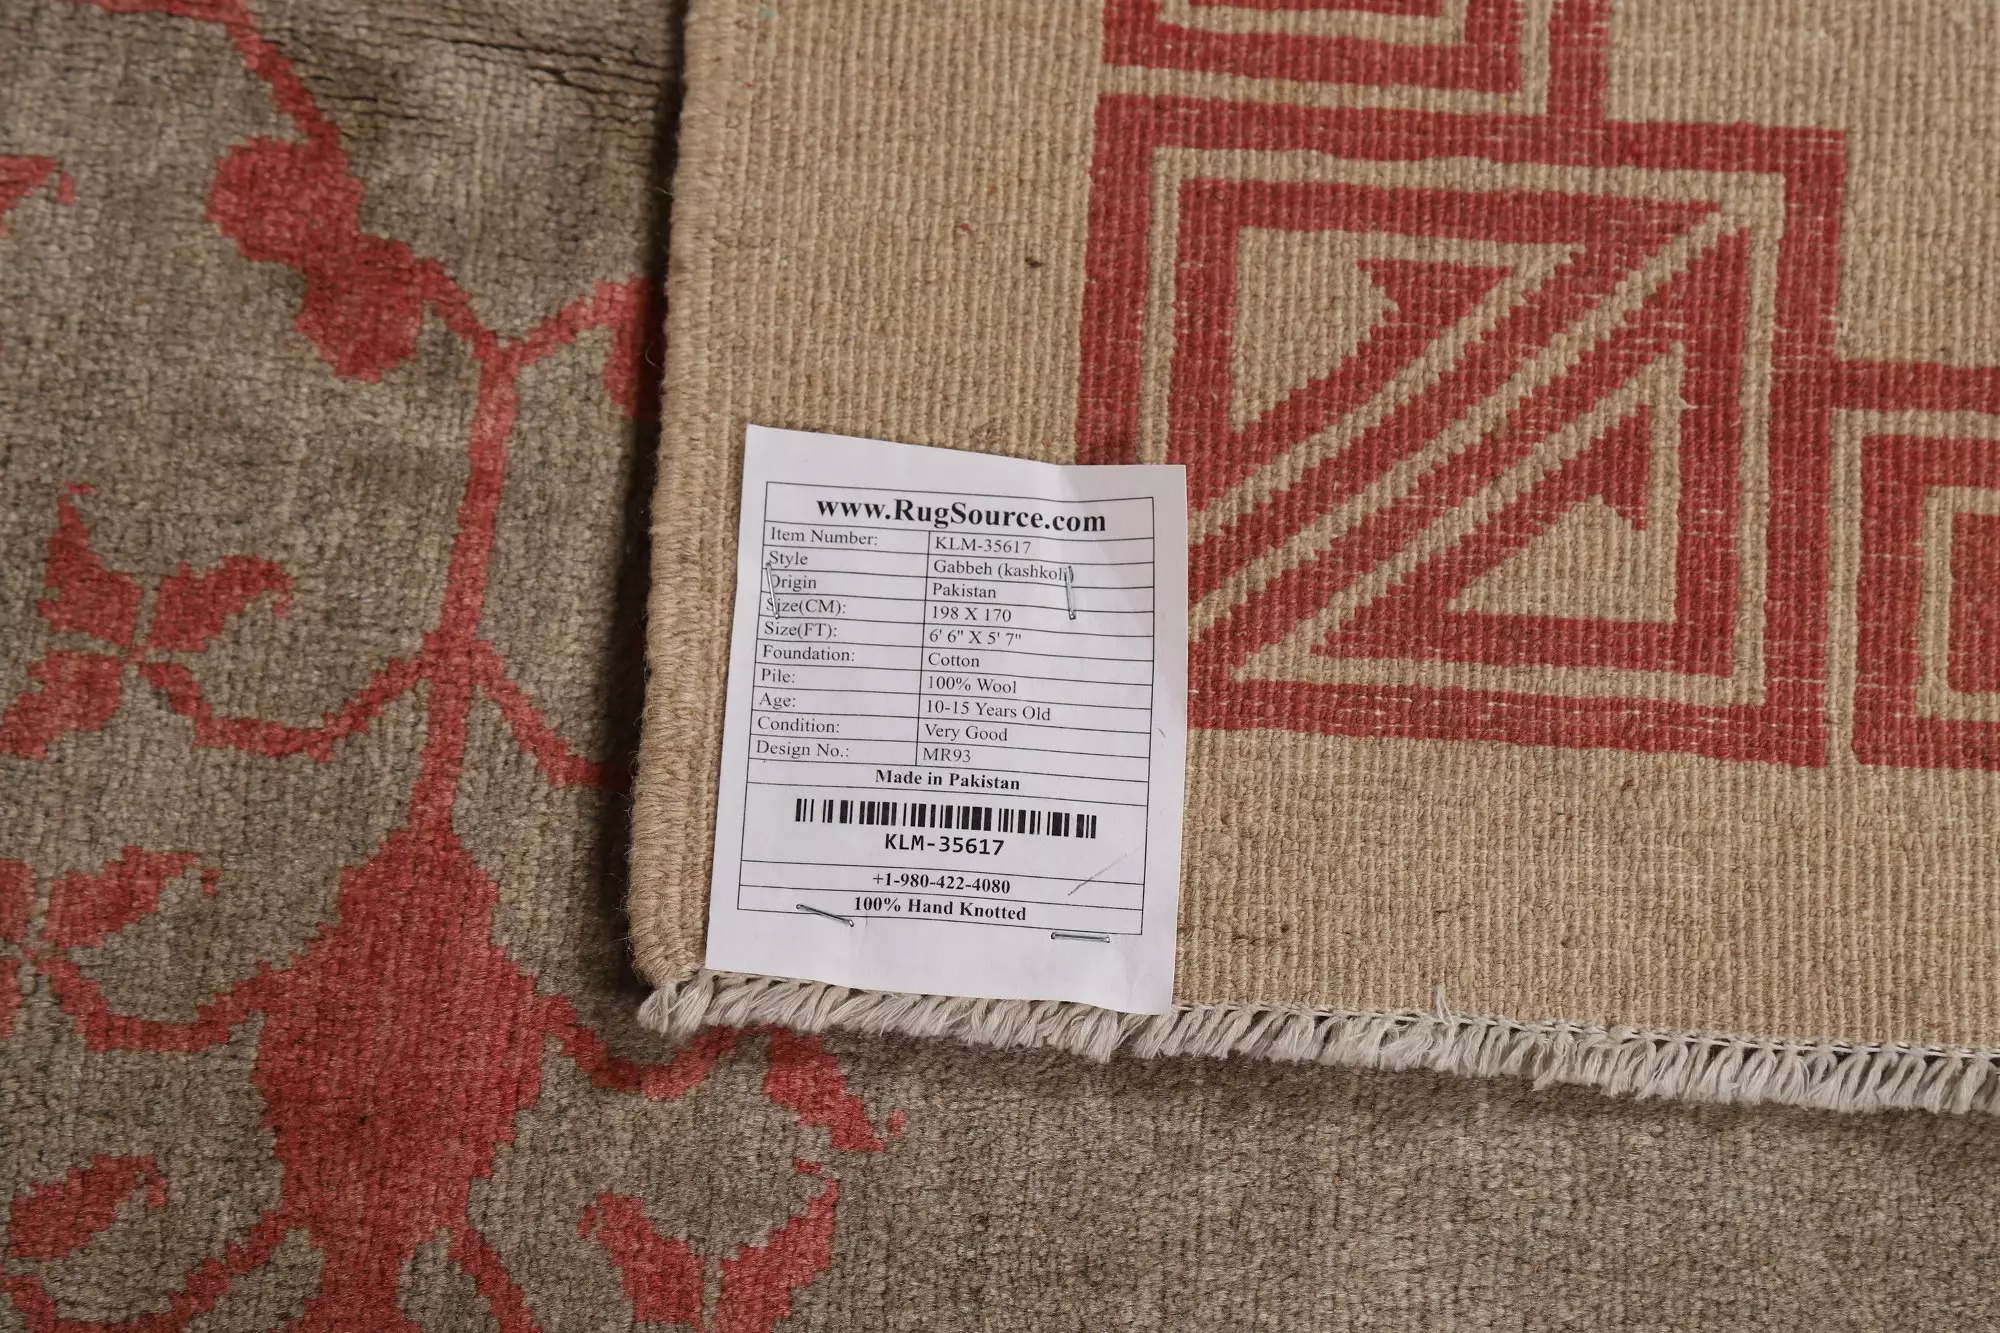 www.RugSource.com
Item Number: KLM-35617
Style Gabbeh (kashkoli)
Origin Pakistan
Size(CM): 198 X 170
Size(FT): 6' 6" X 5' 7"
Foundation: Cotton
Pile: 100% Wool
Age: 10-15 Years Old
Condition: Very Good
Design No.: MR93
Made in Pakistan
KLM-35617
+1-980-422-4080
100% Hand Knotted